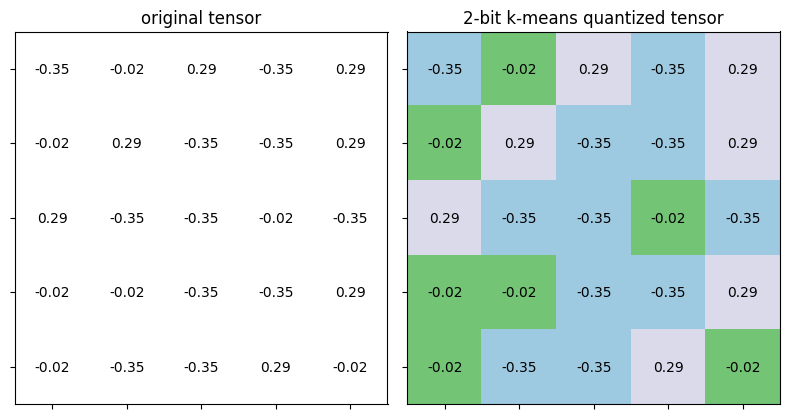 original tensor
2-bit k-means quantized tensor
-0.35 -0.02 0.29 -0.35 0.29
-0.35 -0.02 0.29 -0.35 0.29
-0.02 0.29 -0.35 -0.35 0.29
-0.02 0.29 -0.35 -0.35 0.29
0.29 -0.35 -0.35 -0.02 -0.35
0.29 -0.35 -0.35 -0.02 -0.35
-0.02 -0.02 -0.35 -0.35 0.29
-0.02 -0.02 -0.35 -0.35 0.29
-0.02 -0.35 -0.35 0.29 -0.02
-0.02 -0.35 -0.35 0.29 -0.02